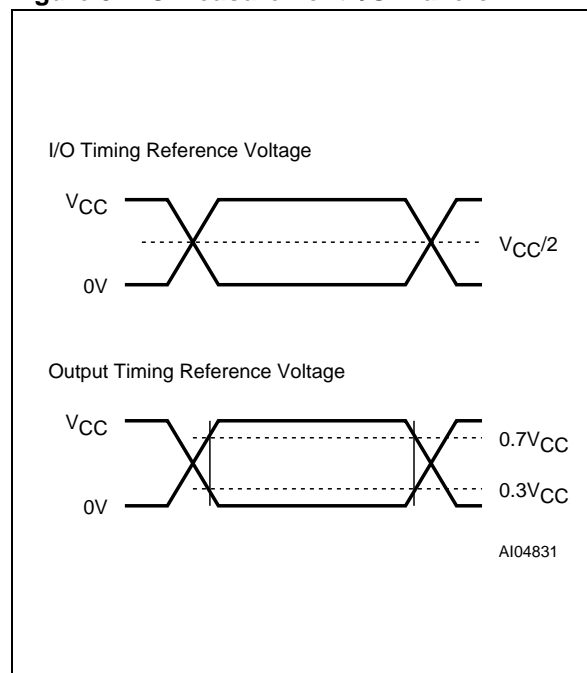 I/O Timing Reference Voltage
VCC
VCC/2
0V
Output Timing Reference Voltage
VCC
0.7VCC
0.3VCC
0V
AI04831